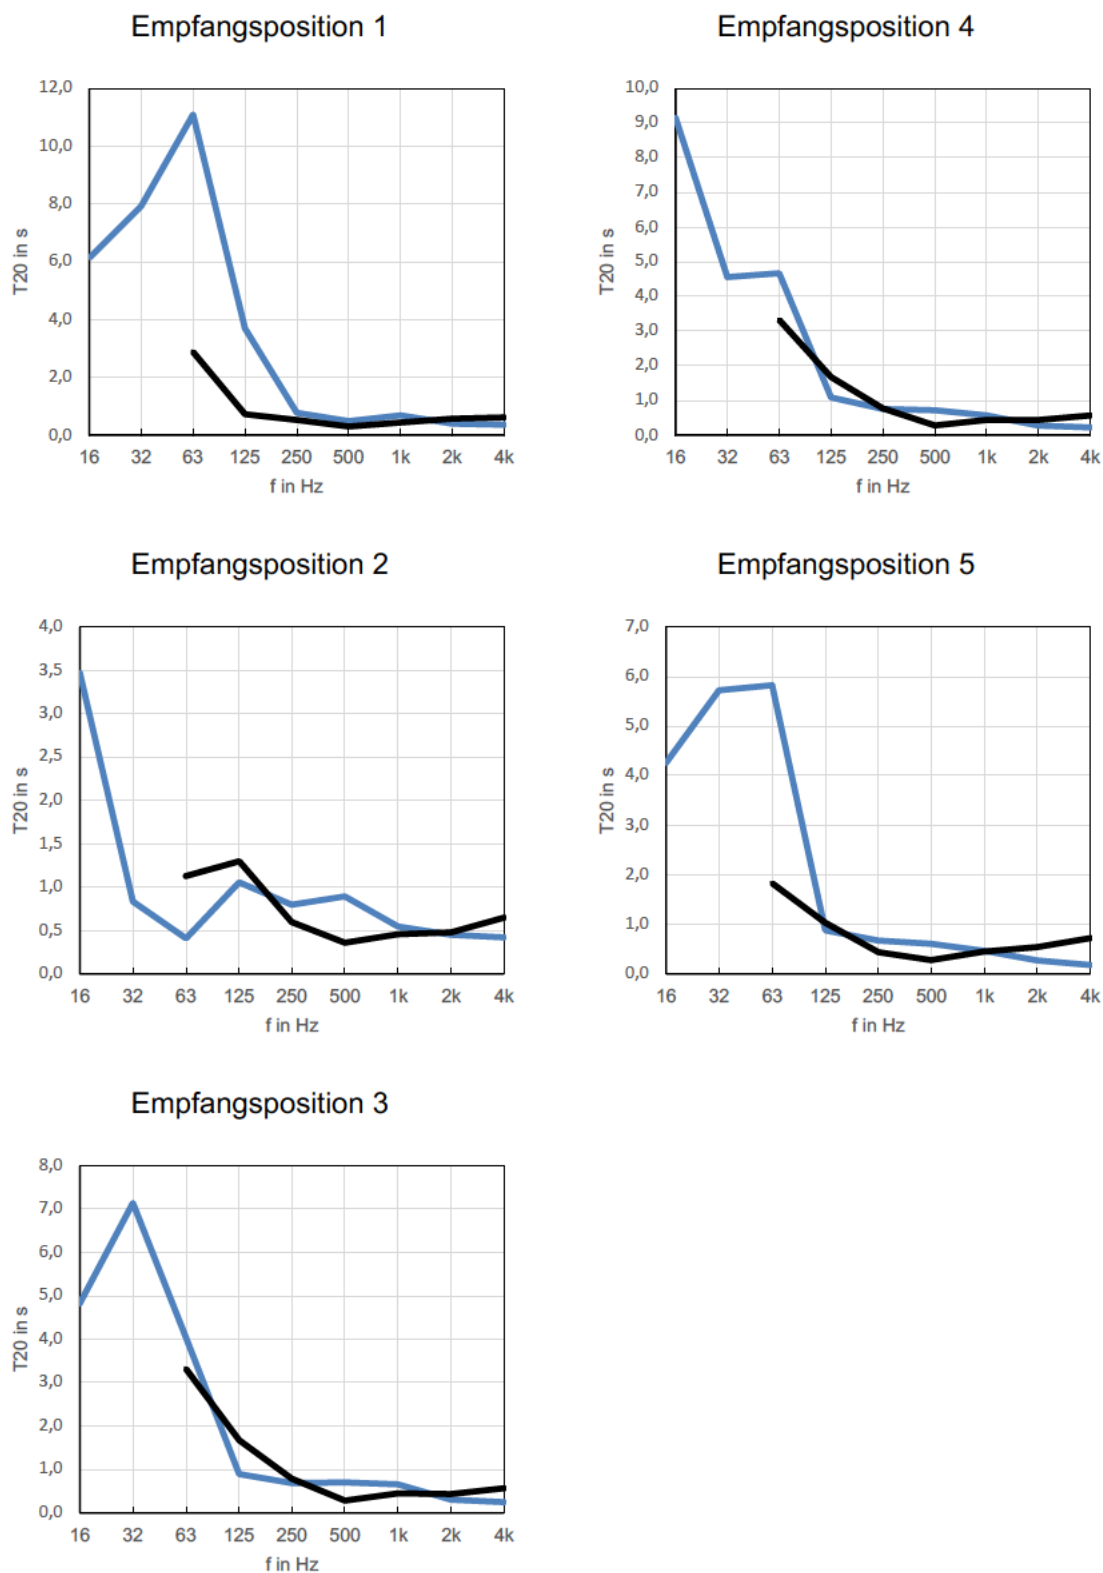 Empfangsposition 1
12,0
10,0
8,0
6,0
4,0
2,0
0,0
T20 in s
16 32 63 125 250 500 1k 2k 4k
f in Hz
Empfangsposition 4
10,0
9,0
8,0
7,0
6,0
5,0
4,0
3,0
2,0
1,0
0,0
T20 in s
16 32 63 125 250 500 1k 2k 4k
f in Hz
Empfangsposition 2
4,0
3,5
3,0
2,5
2,0
1,5
1,0
0,5
0,0
T20 in s
16 32 63 125 250 500 1k 2k 4k
f in Hz
Empfangsposition 5
7,0
6,0
5,0
4,0
3,0
2,0
1,0
0,0
T20 in s
16 32 63 125 250 500 1k 2k 4k
f in Hz
Empfangsposition 3
8,0
7,0
6,0
5,0
4,0
3,0
2,0
1,0
0,0
T20 in s
16 32 63 125 250 500 1k 2k 4k
f in Hz